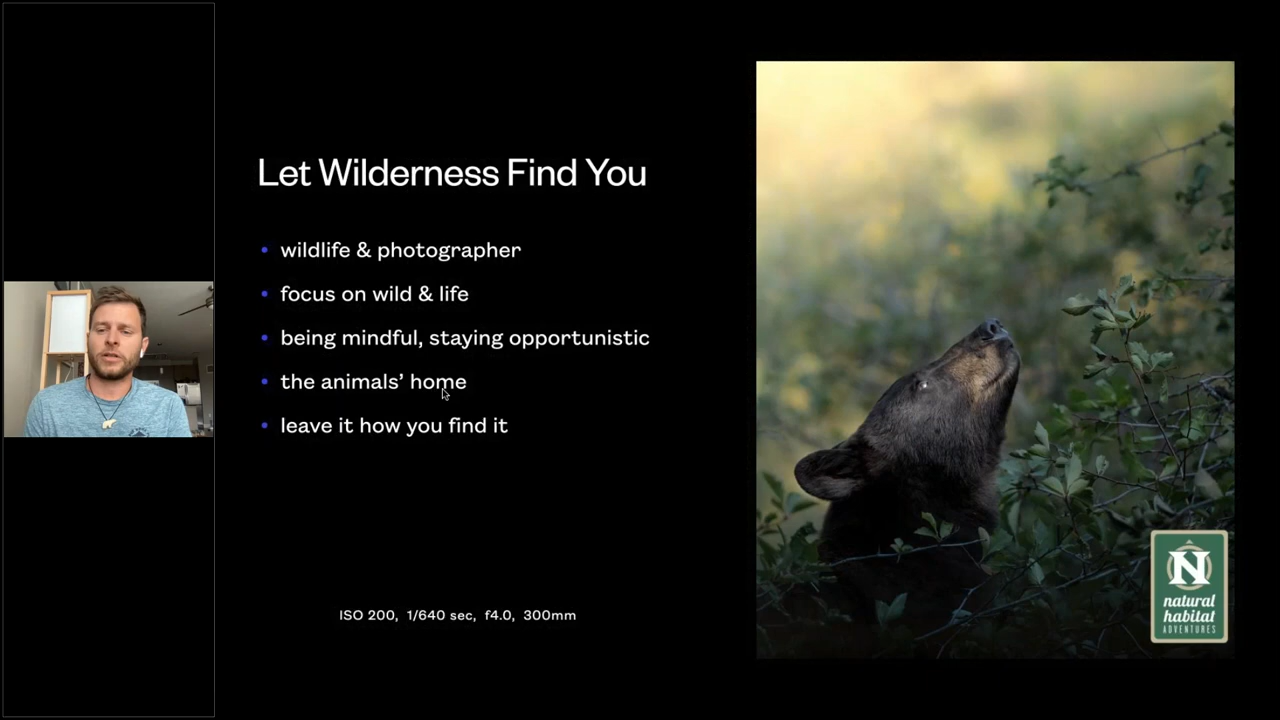 Let Wilderness Find You
wildlife & photographer
focus on wild & life
being mindful, staying opportunistic
the animals’ home
leave it how you find it
ISO 200, 1/640 sec, f4.0, 300mm
N
natural
habitat
ADVENTURES